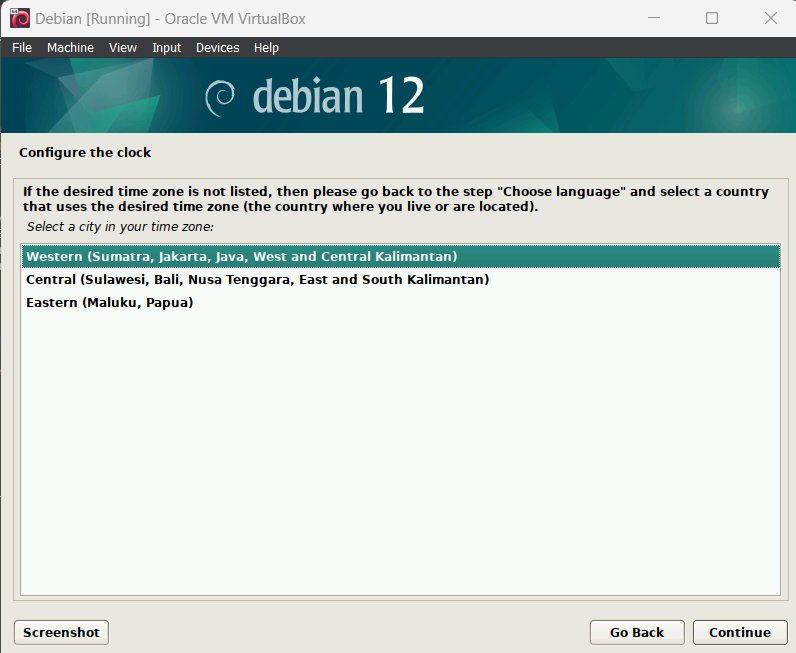 Debian [Running] - Oracle VM VirtualBox
File Machine View Input Devices Help
debian 12
Configure the clock
If the desired time zone is not listed, then please go back to the step "Choose language" and select a country
that uses the desired time zone (the country where you live or are located).
Select a city in your time zone:
Western (Sumatra, Jakarta, Java, West and Central Kalimantan)
Central (Sulawesi, Bali, Nusa Tenggara, East and South Kalimantan)
Eastern (Maluku, Papua)
Screenshot Go Back Continue